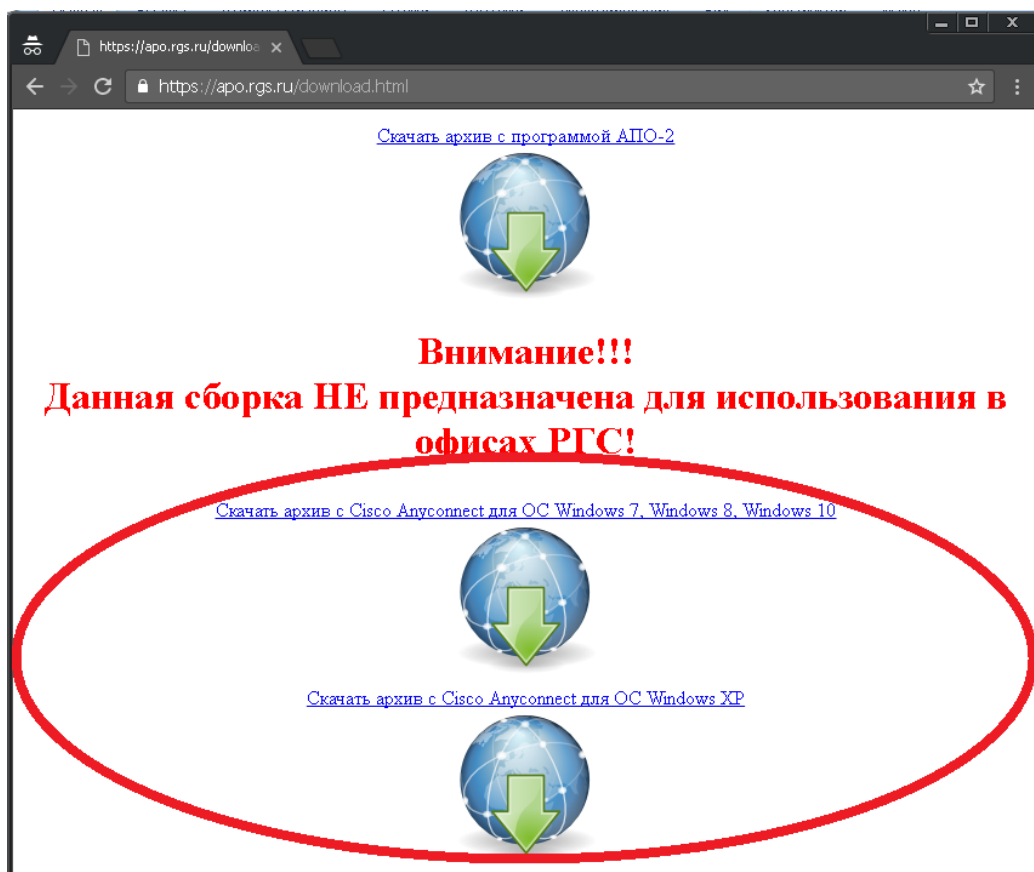 https://apo.rgs.ru/downloa
https://apo.rgs.ru/download.html
Скачать архив с программой АПО-2
Внимание!!!
Данная сборка НЕ предназначена для использования в
офисах РГС!
Скачать архив с Cisco Anyconnect для ОС Windows 7, Windows 8, Windows 10
Скачать архив с Cisco Anyconnect для ОС Windows XP